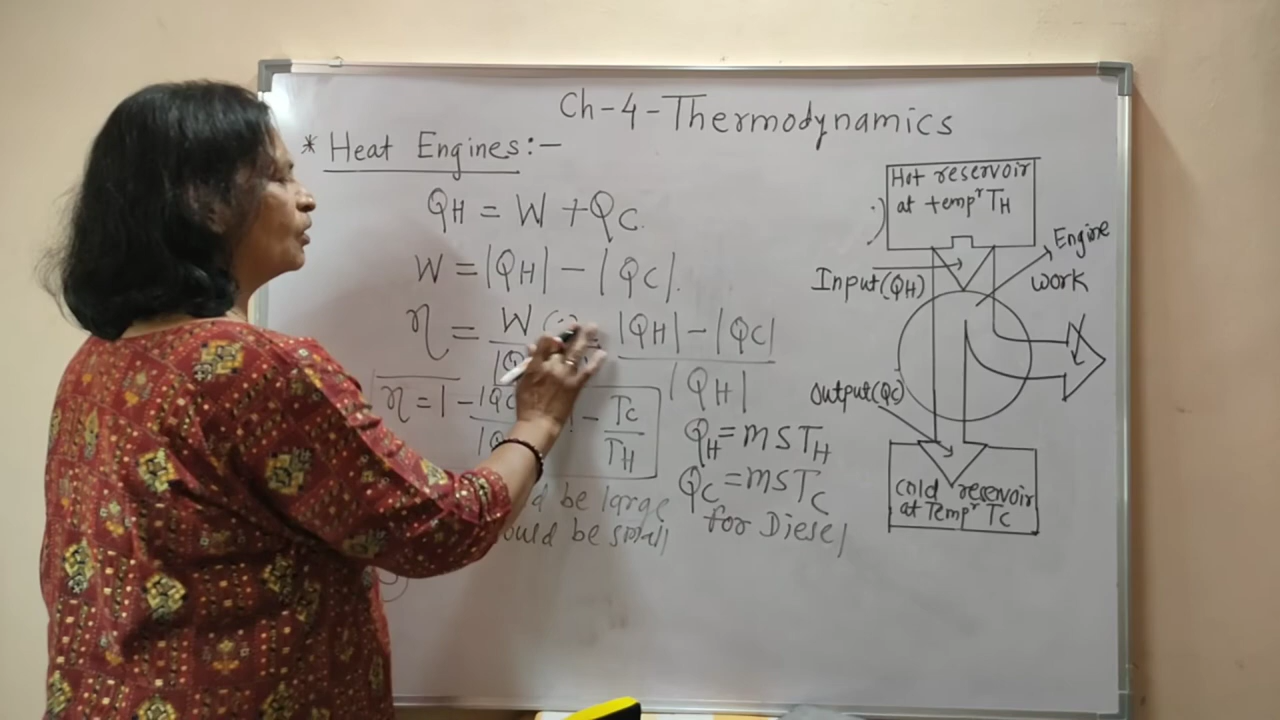 Ch-4-Thermodynamics
* Heat Engines:-
QH = W + QC.
W = |QH| - |QC|.
η = W = |QH| - |QC|
|QH|
η = 1 - |QC - TC
TH
QH = mSTH
QC = mSTC
for Diesel
be large
ould be small
Hot reservoir
at tempr TH
Engine
work
Input(QH)
Output(QC)
Cold reservoir
at Tempr TC